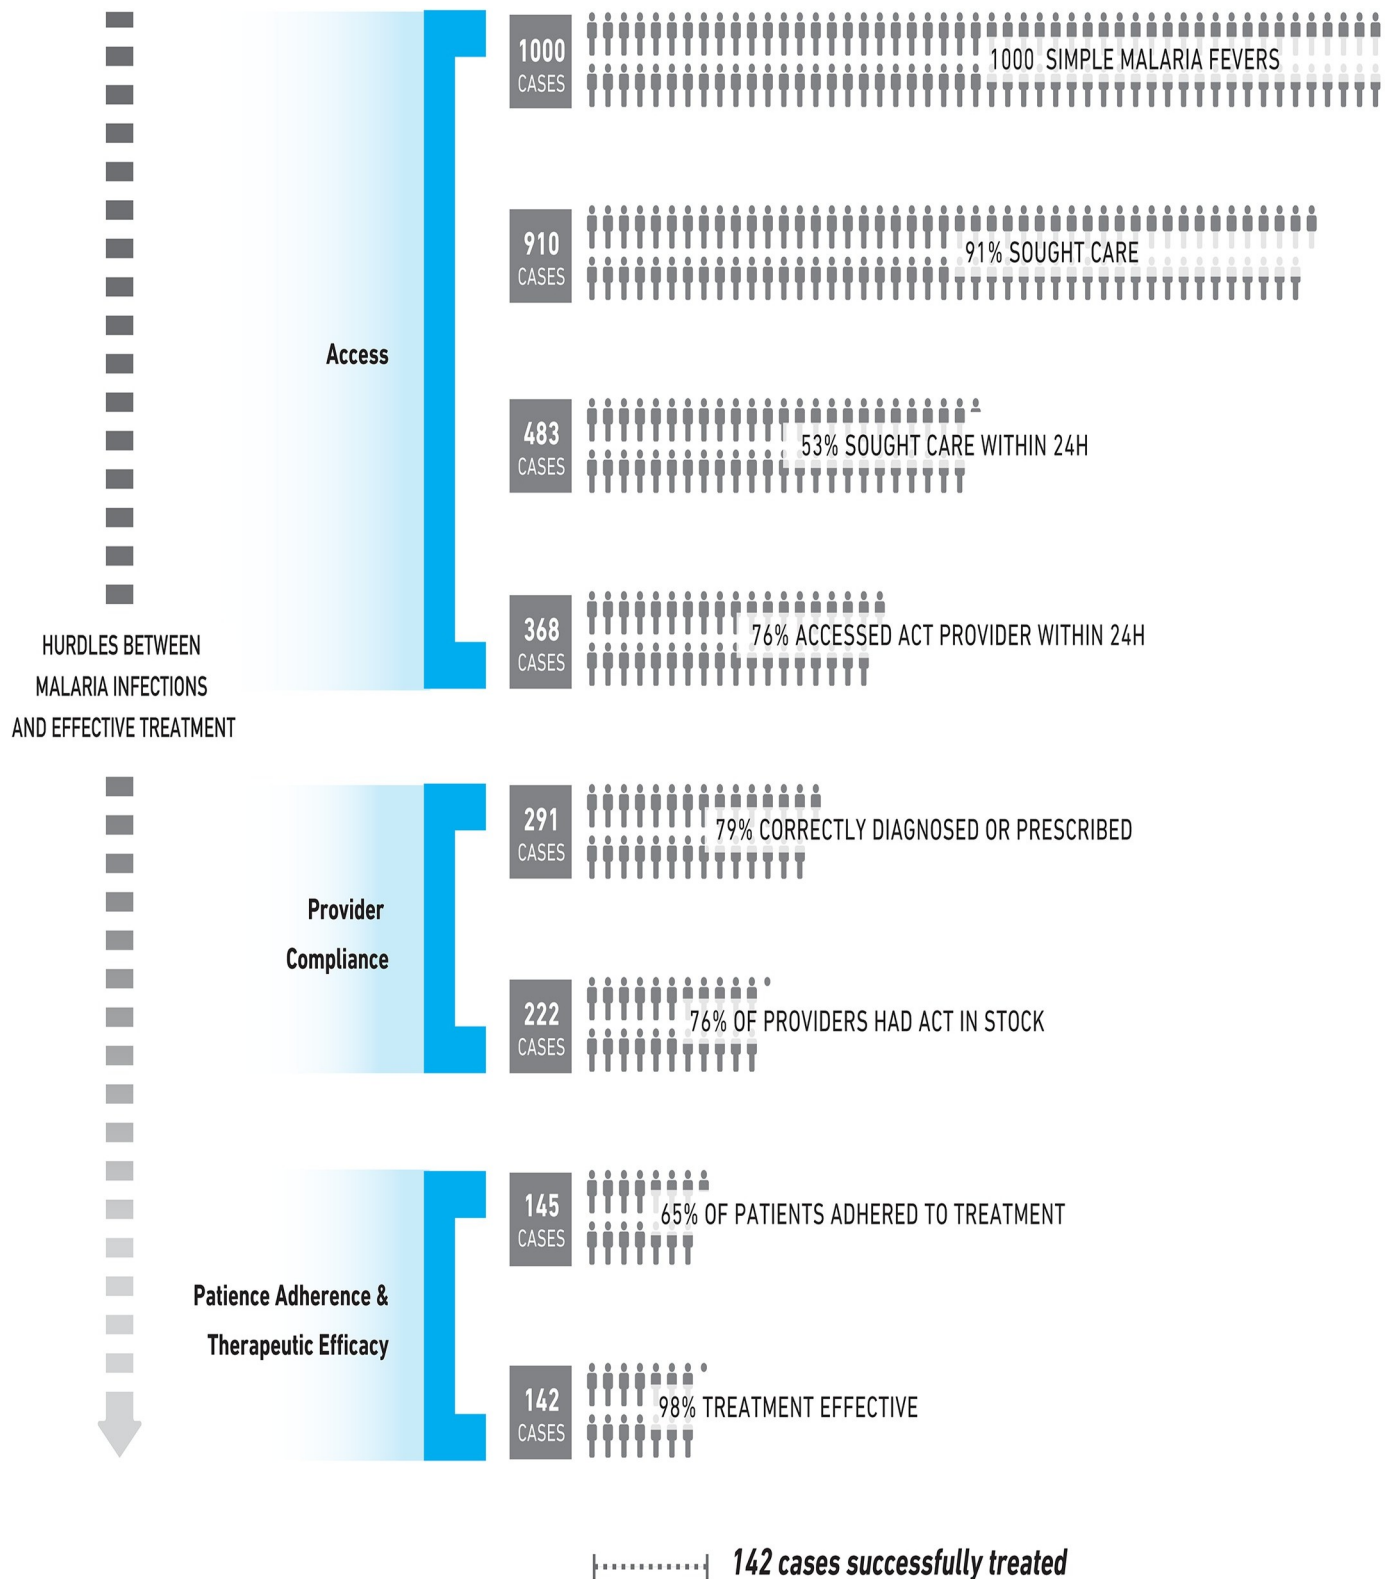 1000
CASES
1000 SIMPLE MALARIA FEVERS
910
CASES
91% SOUGHT CARE
Access
483
CASES
53% SOUGHT CARE WITHIN 24H
368
CASES
76% ACCESSED ACT PROVIDER WITHIN 24H
HURDLES BETWEEN
MALARIA INFECTIONS
AND EFFECTIVE TREATMENT
291
CASES
79% CORRECTLY DIAGNOSED OR PRESCRIBED
Provider
Compliance
222
CASES
76% OF PROVIDERS HAD ACT IN STOCK
145
CASES
65% OF PATIENTS ADHERED TO TREATMENT
Patience Adherence &
Therapeutic Efficacy
142
CASES
98% TREATMENT EFFECTIVE
142 cases successfully treated